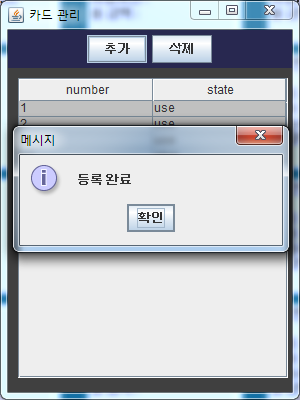 카드 관리
추가 삭제
number state
1 use
2 use
메시지
등록 완료
확인